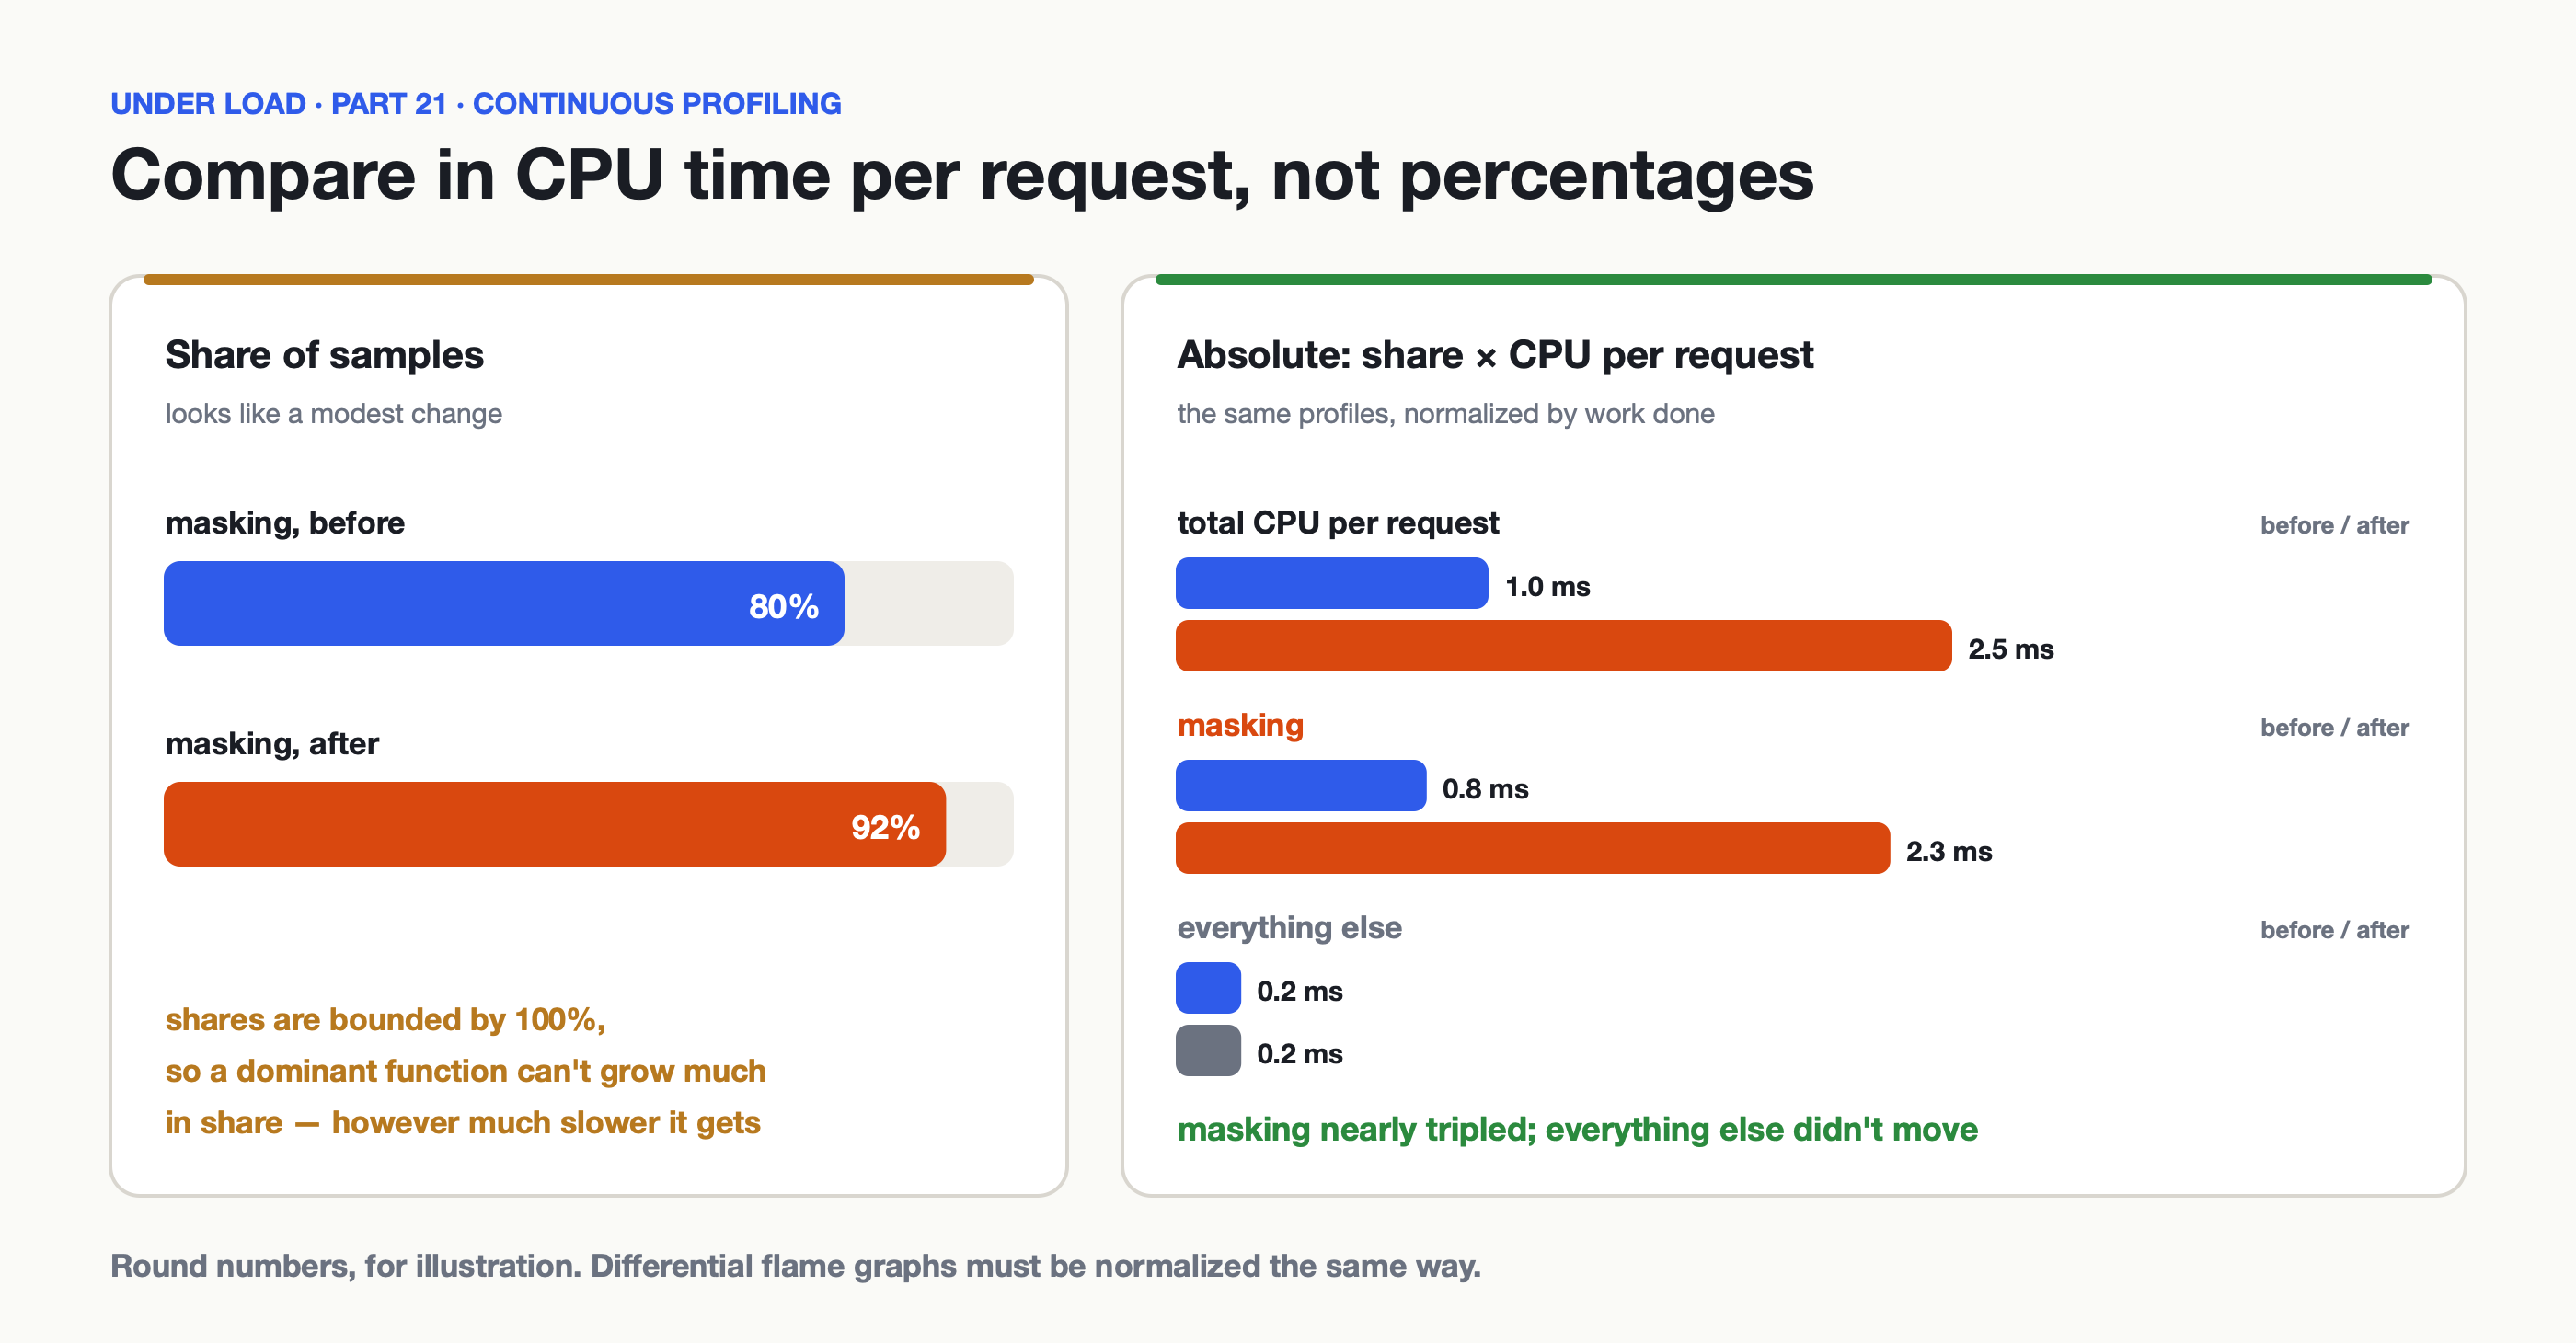 UNDER LOAD · PART 21 · CONTINUOUS PROFILING
Compare in CPU time per request, not percentages
Share of samples
looks like a modest change
masking, before
80%
masking, after
92%
shares are bounded by 100%,
so a dominant function can't grow much
in share — however much slower it gets
Absolute: share × CPU per request
the same profiles, normalized by work done
total CPU per request
before / after
1.0 ms
2.5 ms
masking
before / after
0.8 ms
2.3 ms
everything else
before / after
0.2 ms
0.2 ms
masking nearly tripled; everything else didn't move
Round numbers, for illustration. Differential flame graphs must be normalized the same way.